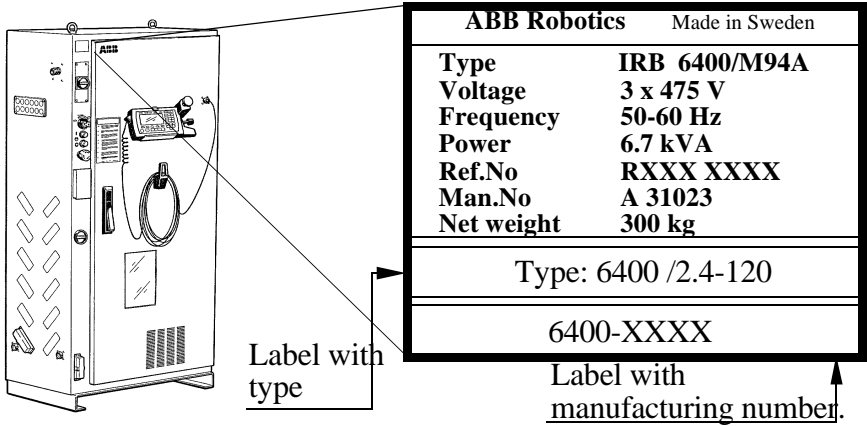 ABB
ABB Robotics Made in Sweden
Type IRB 6400/M94A
Voltage 3 x 475 V
Frequency 50-60 Hz
Power 6.7 kVA
Ref.No RXXX XXXX
Man.No A 31023
Net weight 300 kg
Type: 6400 /2.4-120
6400-XXXX
Label with
type
Label with
manufacturing number.